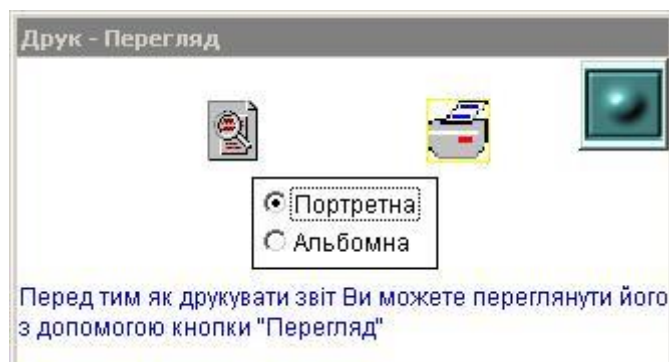 Друк - Перегляд
Портретна
Альбомна
Перед тим як друкувати звіт Ви можете переглянути його
з допомогою кнопки "Перегляд"